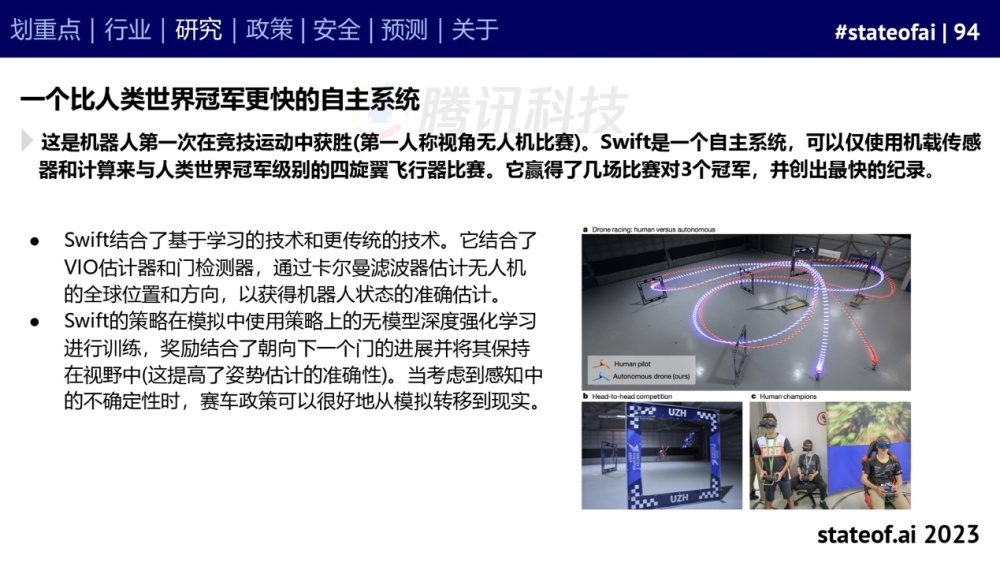 划重点 | 行业 | 研究 | 政策 | 安全 | 预测 | 关于
#stateofai | 94
腾讯科技
一个比人类世界冠军更快的自主系统
这是机器人第一次在竞技运动中获胜(第一人称视角无人机比赛)。Swift是一个自主系统，可以仅使用机载传感
器和计算来与人类世界冠军级别的四旋翼飞行器比赛。它赢得了几场比赛对3个冠军，并创出最快的纪录。
● Swift结合了基于学习的技术和更传统的技术。它结合了
VIO估计器和门检测器，通过卡尔曼滤波器估计无人机
的全球位置和方向，以获得机器人状态的准确估计。
● Swift的策略在模拟中使用策略上的无模型深度强化学习
进行训练，奖励结合了朝向下一个门的进展并将其保持
在视野中(这提高了姿势估计的准确性)。当考虑到感知中
的不确定性时，赛车政策可以很好地从模拟转移到现实。
a Drone racing: human versus autonomous
Human pilot
Autonomous drone (ours)
b Head-to-head competition
UZH
UZH
c Human champions
stateof.ai 2023